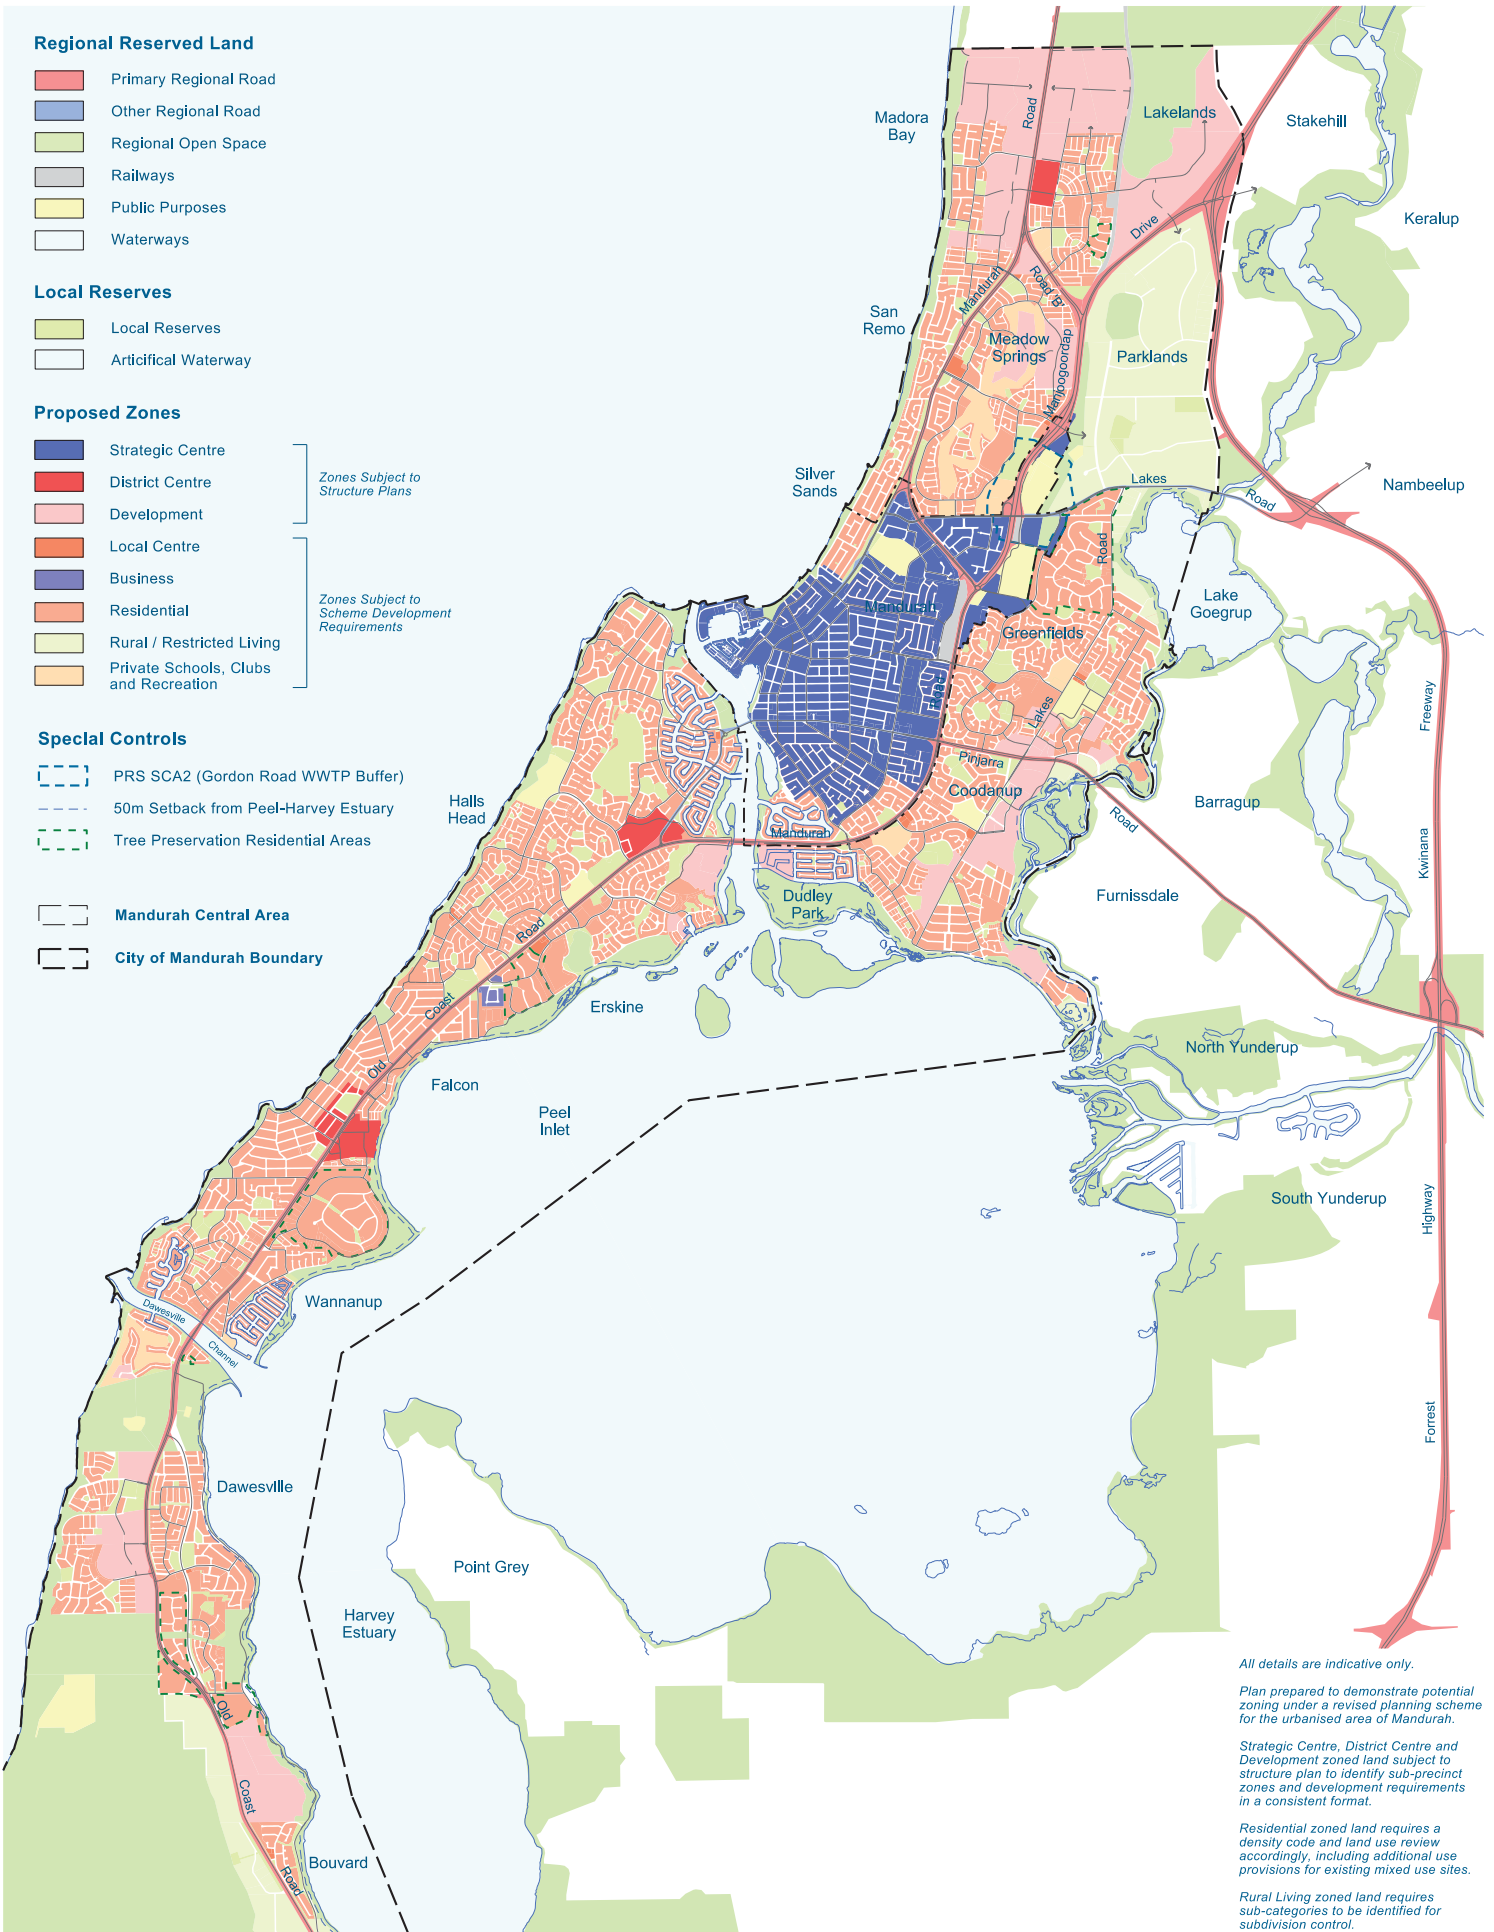 Regional Reserved Land
Primary Regional Road
Other Regional Road
Regional Open Space
Railways
Public Purposes
Waterways
Local Reserves
Local Reserves
Articifical Waterway
Proposed Zones
Strategic Centre
District Centre
Development
Zones Subject to
Structure Plans
Local Centre
Business
Residential
Rural / Restricted Living
Private Schools, Clubs
and Recreation
Zones Subject to
Scheme Development
Requirements
Special Controls
PRS SCA2 (Gordon Road WWTP Buffer)
50m Setback from Peel-Harvey Estuary
Tree Preservation Residential Areas
Mandurah Central Area
City of Mandurah Boundary
Madora
Bay
Road
Lakelands
Stakehill
Keralup
Drive
San
Remo
Mandurah
Road 'B'
Meadow
Springs
Manjoogoordap
Parklands
Silver
Sands
Lakes
Road
Nambeelup
Road
Lake
Goegrup
Mandurah
Greenfields
Road
Lakes
Freeway
Pinjarra
Coodanup
Road
Barragup
Halls
Head
Mandurah
Kwinana
Dudley
Park
Furnissdale
Road
Coast
Erskine
Old
Falcon
Peel
Inlet
North Yunderup
South Yunderup
Highway
Wannanup
Dawesville
Channel
Forrest
Dawesville
Point Grey
Harvey
Estuary
Old
Coast
Road
Bouvard
All details are indicative only.
Plan prepared to demonstrate potential
zoning under a revised planning scheme
for the urbanised area of Mandurah.
Strategic Centre, District Centre and
Development zoned land subject to
structure plan to identify sub-precinct
zones and development requirements
in a consistent format.
Residential zoned land requires a
density code and land use review
accordingly, including additional use
provisions for existing mixed use sites.
Rural Living zoned land requires
sub-categories to be identified for
subdivision control.